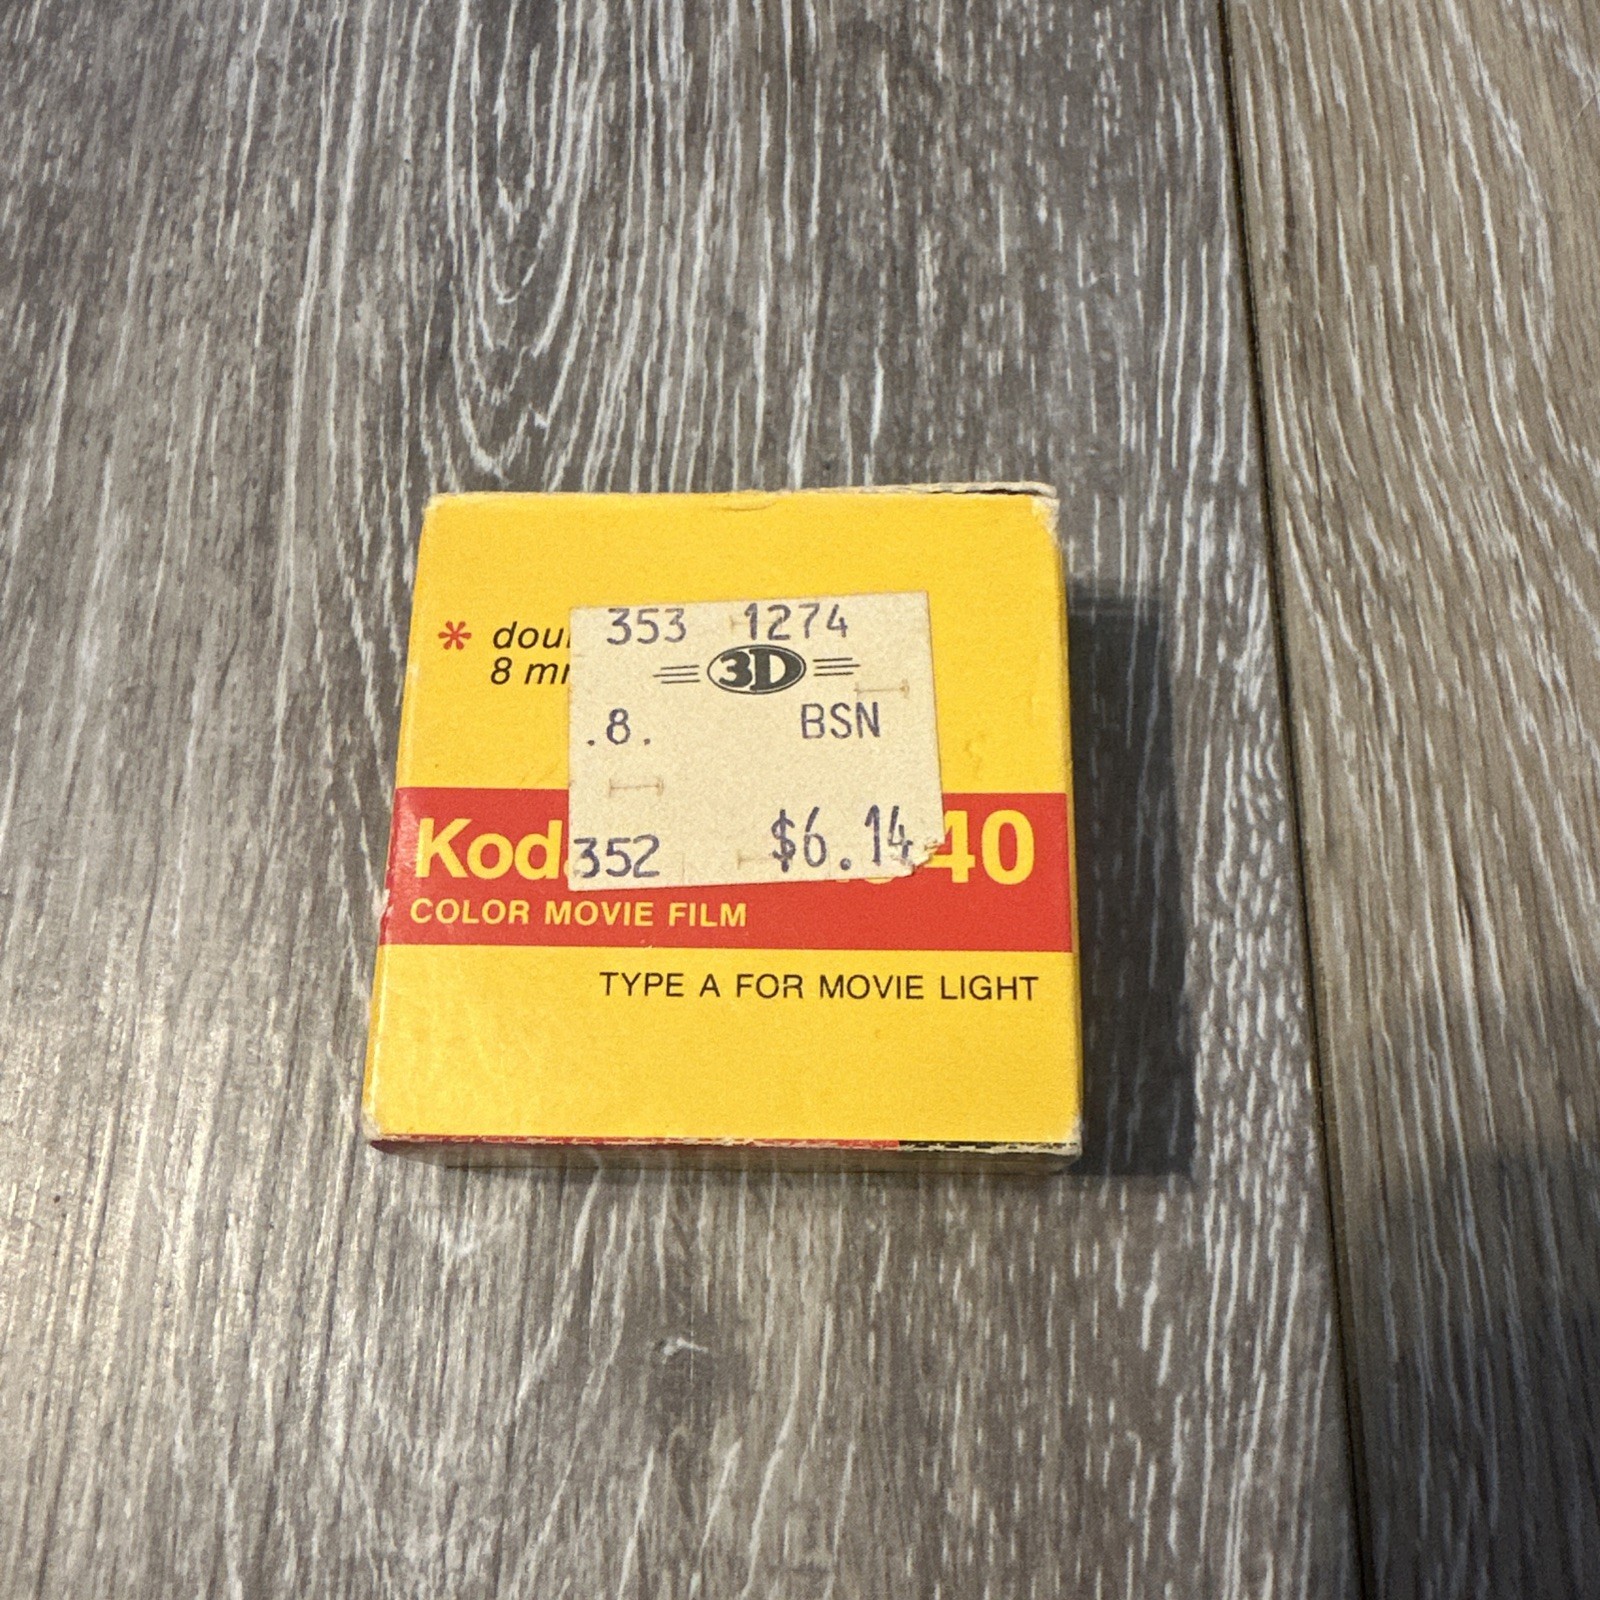 353 1274
3D
* dou
8 m
.8. BSN
$6.14
352
Kod 40
COLOR MOVIE FILM
TYPE A FOR MOVIE LIGHT